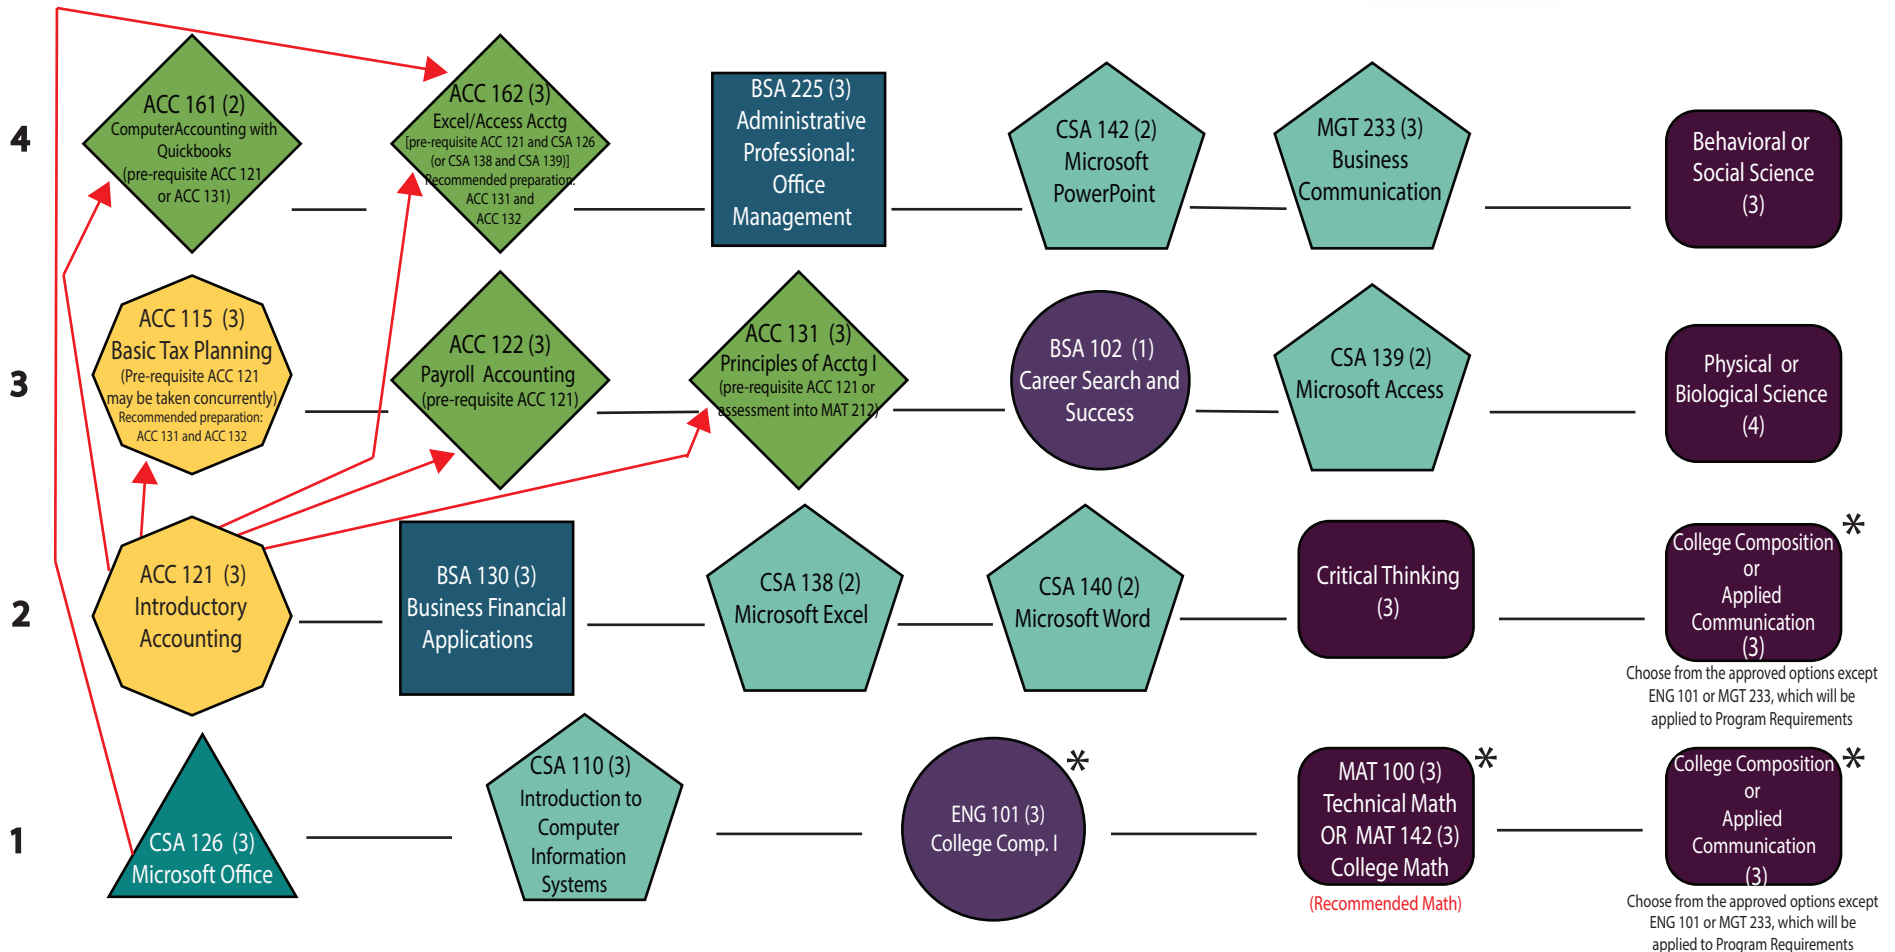 4
ACC 161 (2)
ComputerAccounting with
Quickbooks
(pre-requisite ACC 121
or ACC 131)
ACC 162 (3)
Excel/Access Acctg
[pre-requisite ACC 121 and CSA 126
(or CSA 138 and CSA 139)]
Recommended preparation:
ACC 131 and
ACC 132
BSA 225 (3)
Administrative
Professional:
Office
Management
CSA 142 (2)
Microsoft
PowerPoint
MGT 233 (3)
Business
Communication
Behavioral or
Social Science
(3)
3
ACC 115 (3)
Basic Tax Planning
(Pre-requisite ACC 121
may be taken concurrently)
Recommended preparation:
ACC 131 and ACC 132
ACC 122 (3)
Payroll Accounting
(pre-requisite ACC 121)
ACC 131 (3)
Principles of Acctg I
(pre-requisite ACC 121 or
assessment into MAT 212)
BSA 102 (1)
Career Search and
Success
CSA 139 (2)
Microsoft Access
Physical or
Biological Science
(4)
2
ACC 121 (3)
Introductory
Accounting
BSA 130 (3)
Business Financial
Applications
CSA 138 (2)
Microsoft Excel
CSA 140 (2)
Microsoft Word
Critical Thinking
(3)
*
College Composition
or
Applied
Communication
(3)
Choose from the approved options except
ENG 101 or MGT 233, which will be
applied to Program Requirements
1
CSA 126 (3)
Microsoft Office
CSA 110 (3)
Introduction to
Computer
Information
Systems
*
ENG 101 (3)
College Comp. I
*
MAT 100 (3)
Technical Math
OR MAT 142 (3)
College Math
(Recommended Math)
*
College Composition
or
Applied
Communication
(3)
Choose from the approved options except
ENG 101 or MGT 233, which will be
applied to Program Requirements